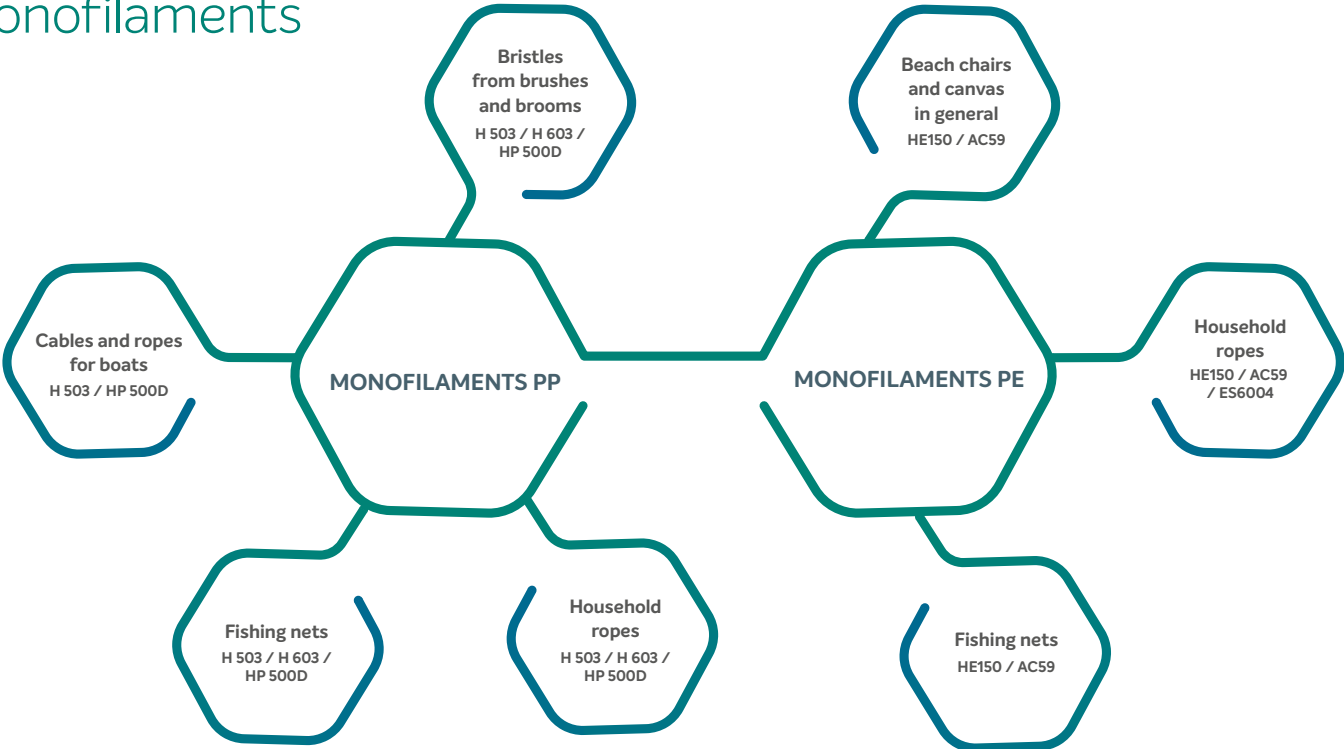 onofilaments
Bristles
from brushes
and brooms
H 503 / H 603 /
HP 500D
Beach chairs
and canvas
in general
HE150 / AC59
Cables and ropes
for boats
H 503 / HP 500D
MONOFILAMENTS PP
MONOFILAMENTS PE
Household
ropes
HE150 / AC59
/ ES6004
Fishing nets
H 503 / H 603 /
HP 500D
Household
ropes
H 503 / H 603 /
HP 500D
Fishing nets
HE150 / AC59